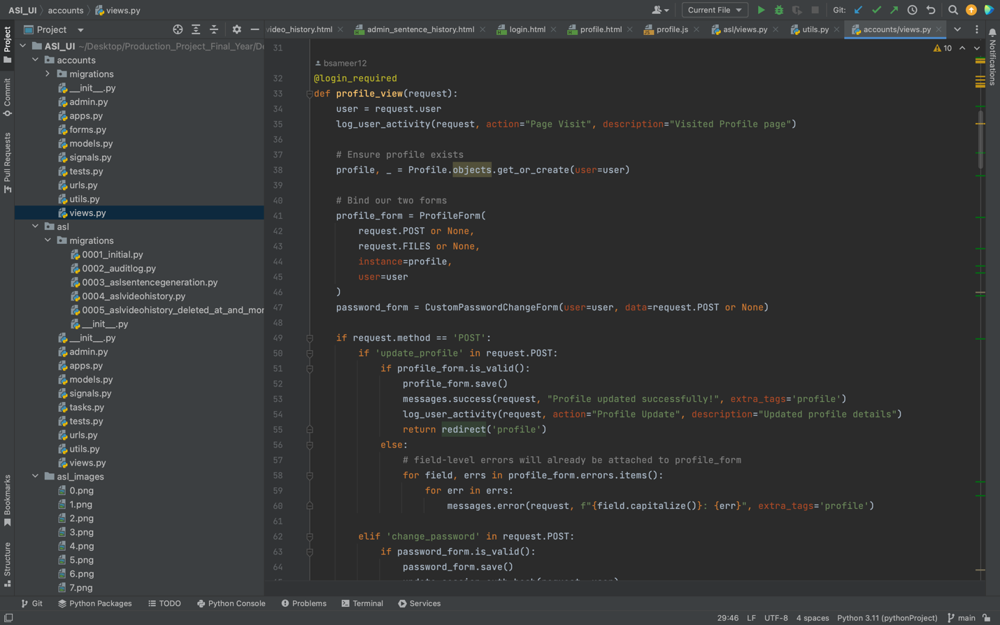 ASI_UI
accounts
views.py
Current File
Git:
Project
video_history.html
admin_sentence_history.html
login.html
profile.html
profile.js
asl/views.py
utils.py
accounts/views.py
Project
Commit
Pull Requests
Bookmarks
Structure
Notifications
ASI_UI ~/Desktop/Production_Project_Final_Year/De
accounts
migrations
__init__.py
admin.py
apps.py
forms.py
models.py
signals.py
tests.py
urls.py
utils.py
views.py
asl
migrations
0001_initial.py
0002_auditlog.py
0003_aslsentencegeneration.py
0004_aslvideohistory.py
0005_aslvideohistory_deleted_at_and_mor
__init__.py
__init__.py
admin.py
apps.py
models.py
signals.py
tasks.py
tests.py
urls.py
utils.py
views.py
asl_images
0.png
1.png
2.png
3.png
4.png
5.png
6.png
7.png
10
31
bsameer12
32 @login_required
33 def profile_view(request):
34 user = request.user
35 log_user_activity(request, action="Page Visit", description="Visited Profile page")
36
37 # Ensure profile exists
38 profile, _ = Profile.objects.get_or_create(user=user)
39
40 # Bind our two forms
41 profile_form = ProfileForm(
42 request.POST or None,
43 request.FILES or None,
44 instance=profile,
45 user=user
46 )
47 password_form = CustomPasswordChangeForm(user=user, data=request.POST or None)
48
49 if request.method == 'POST':
50 if 'update_profile' in request.POST:
51 if profile_form.is_valid():
52 profile_form.save()
53 messages.success(request, "Profile updated successfully!", extra_tags='profile')
54 log_user_activity(request, action="Profile Update", description="Updated profile details")
55 return redirect('profile')
56 else:
57 # field-level errors will already be attached to profile_form
58 for field, errs in profile_form.errors.items():
59 for err in errs:
60 messages.error(request, f"{field.capitalize()}: {err}", extra_tags='profile')
61
62 elif 'change_password' in request.POST:
63 if password_form.is_valid():
64 password_form.save()
Git
Python Packages
TODO
Python Console
Problems
Terminal
Services
29:46 LF UTF-8 4 spaces Python 3.11 (pythonProject) main